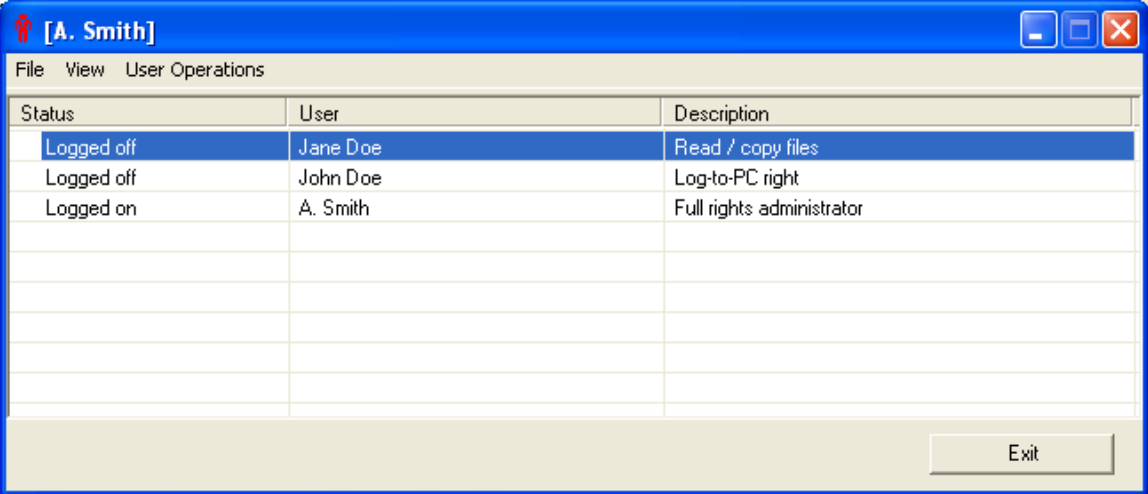 [A. Smith]
File View User Operations
Status User Description
Logged off Jane Doe Read / copy files
Logged off John Doe Log-to-PC right
Logged on A. Smith Full rights administrator
Exit